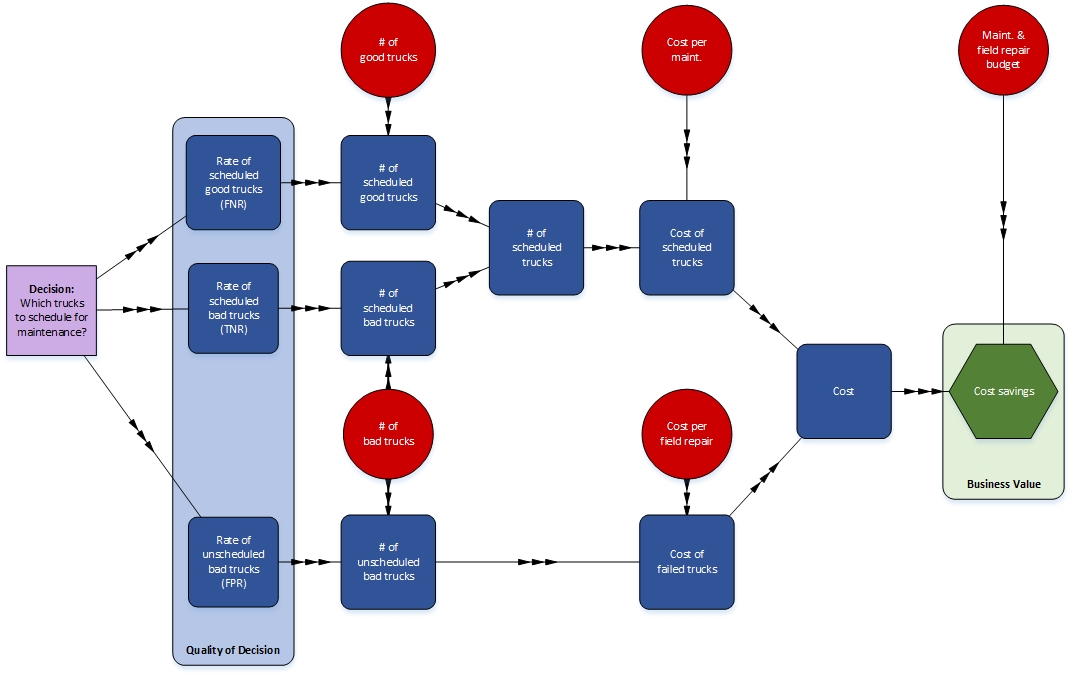 # of
good trucks
Cost per
maint.
Maint. &
field repair
budget
Rate of
scheduled
good trucks
(FNR)
# of
scheduled
good trucks
# of
scheduled
trucks
Cost of
scheduled
trucks
Decision:
Which trucks
to schedule for
maintenance?
Rate of
scheduled
bad trucks
(TNR)
# of
scheduled
bad trucks
Cost
Cost savings
# of
bad trucks
Cost per
field repair
Business Value
Rate of
unscheduled
bad trucks
(FPR)
# of
unscheduled
bad trucks
Cost of
failed trucks
Quality of Decision